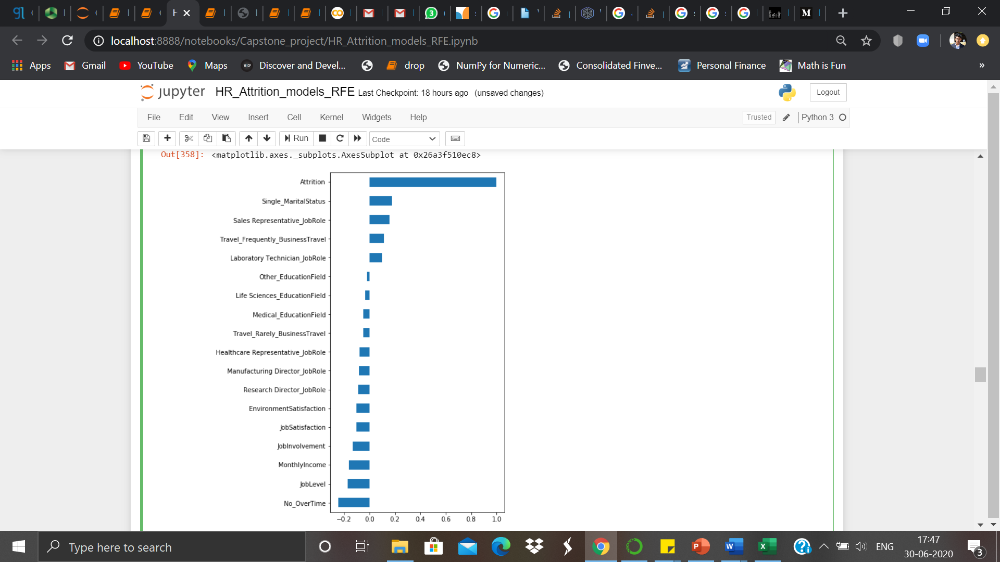 localhost:8888/notebooks/Capstone_project/HR_Attrition_models_RFE.ipynb
Apps Gmail YouTube Maps Discover and Devel... drop NumPy for Numeric... Consolidated Finve... Personal Finance Math is Fun »
jupyter HR_Attrition_models_RFE Last Checkpoint: 18 hours ago (unsaved changes) Logout
File Edit View Insert Cell Kernel Widgets Help Trusted Python 3
Run Code
Out[358]: <matplotlib.axes._subplots.AxesSubplot at 0x26a3f510ec8>
Attrition
Single_MaritalStatus
Sales Representative_JobRole
Travel_Frequently_BusinessTravel
Laboratory Technician_JobRole
Other_EducationField
Life Sciences_EducationField
Medical_EducationField
Travel_Rarely_BusinessTravel
Healthcare Representative_JobRole
Manufacturing Director_JobRole
Research Director_JobRole
EnvironmentSatisfaction
JobSatisfaction
JobInvolvement
MonthlyIncome
JobLevel
No_OverTime
−0.2 0.0 0.2 0.4 0.6 0.8 1.0
Type here to search
ENG
17:47
30-06-2020
3